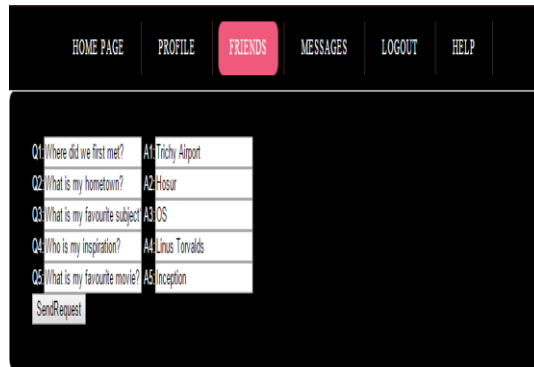 HOME PAGE PROFILE FRIENDS MESSAGES LOGOUT HELP
Q1: Where did we first met? A1: Trichy Airport
Q2: What is my hometown? A2: Hosur
Q3: What is my favourite subject? A3: OS
Q4: Who is my inspiration? A4: Linus Torvalds
Q5: What is my favourite movie? A5: Inception
SendRequest